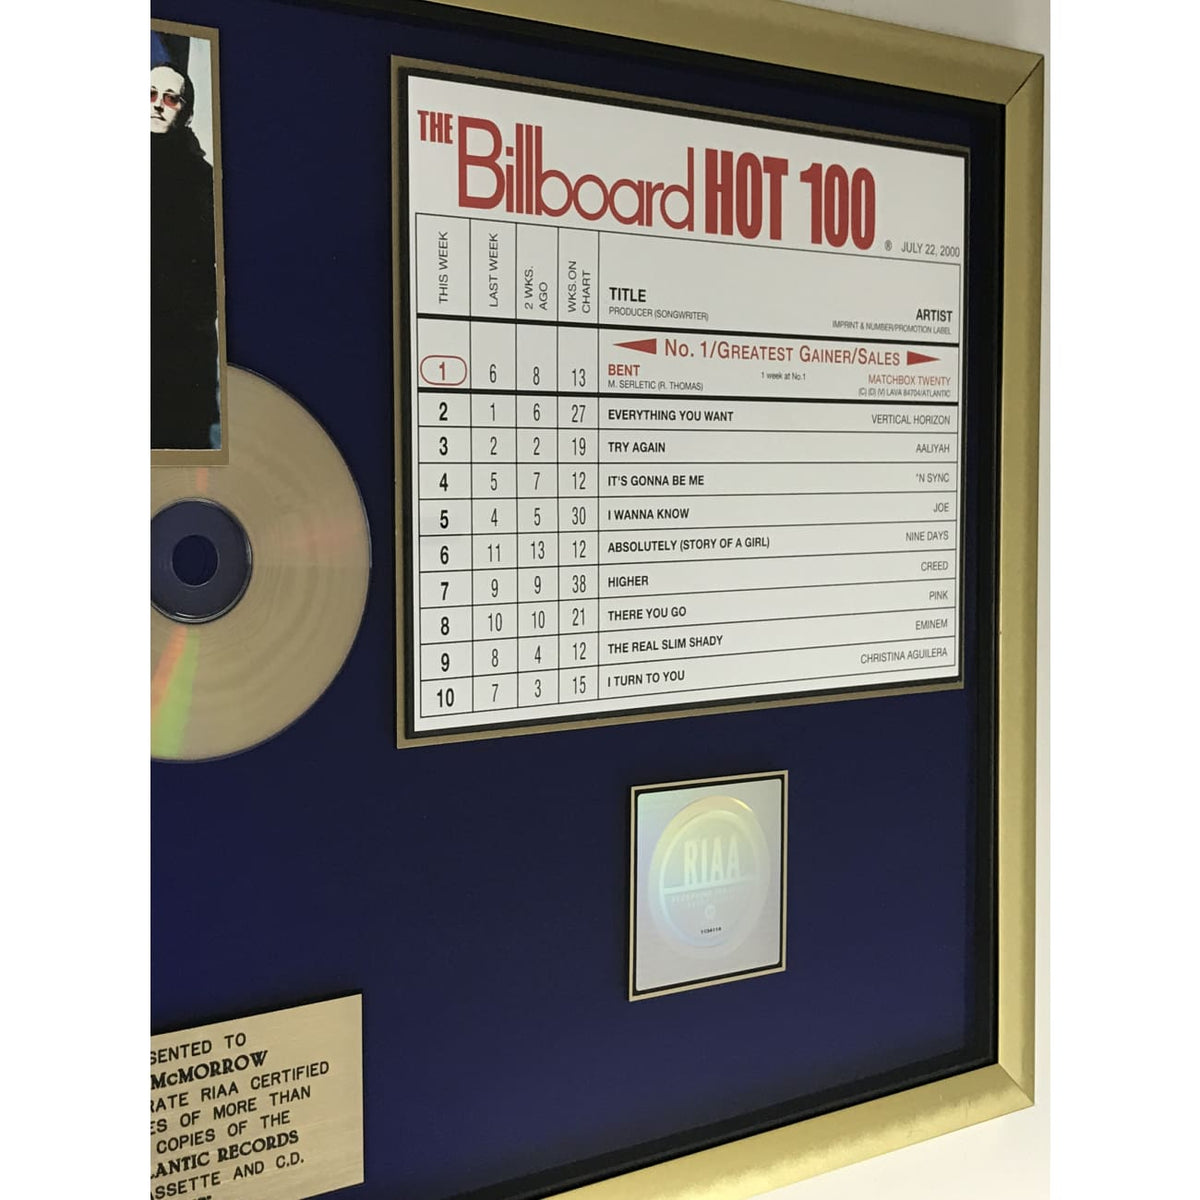 THE Billboard HOT 100
® JULY 22, 2000
THIS WEEK LAST WEEK 2 WKS. AGO WKS. ON CHART TITLE ARTIST
PRODUCER (SONGWRITER) IMPRINT & NUMBER/PROMOTION LABEL
No. 1/GREATEST GAINER/SALES
1 6 8 13 BENT 1 week at No.1 MATCHBOX TWENTY
M. SERLETIC (R. THOMAS) (C) (D) (V) LAVA 84704/ATLANTIC
2 1 6 27 EVERYTHING YOU WANT VERTICAL HORIZON
3 2 2 19 TRY AGAIN AALIYAH
4 5 7 12 IT'S GONNA BE ME 'N SYNC
5 4 5 30 I WANNA KNOW JOE
6 11 13 12 ABSOLUTELY (STORY OF A GIRL) NINE DAYS
7 9 9 38 HIGHER CREED
8 10 10 21 THERE YOU GO PINK
9 8 4 12 THE REAL SLIM SHADY EMINEM
10 7 3 15 I TURN TO YOU CHRISTINA AGUILERA
RIAA
SENTED TO
McMORROW
RATE RIAA CERTIFIED
ES OF MORE THAN
COPIES OF THE
LANTIC RECORDS
ASSETTE AND C.D.